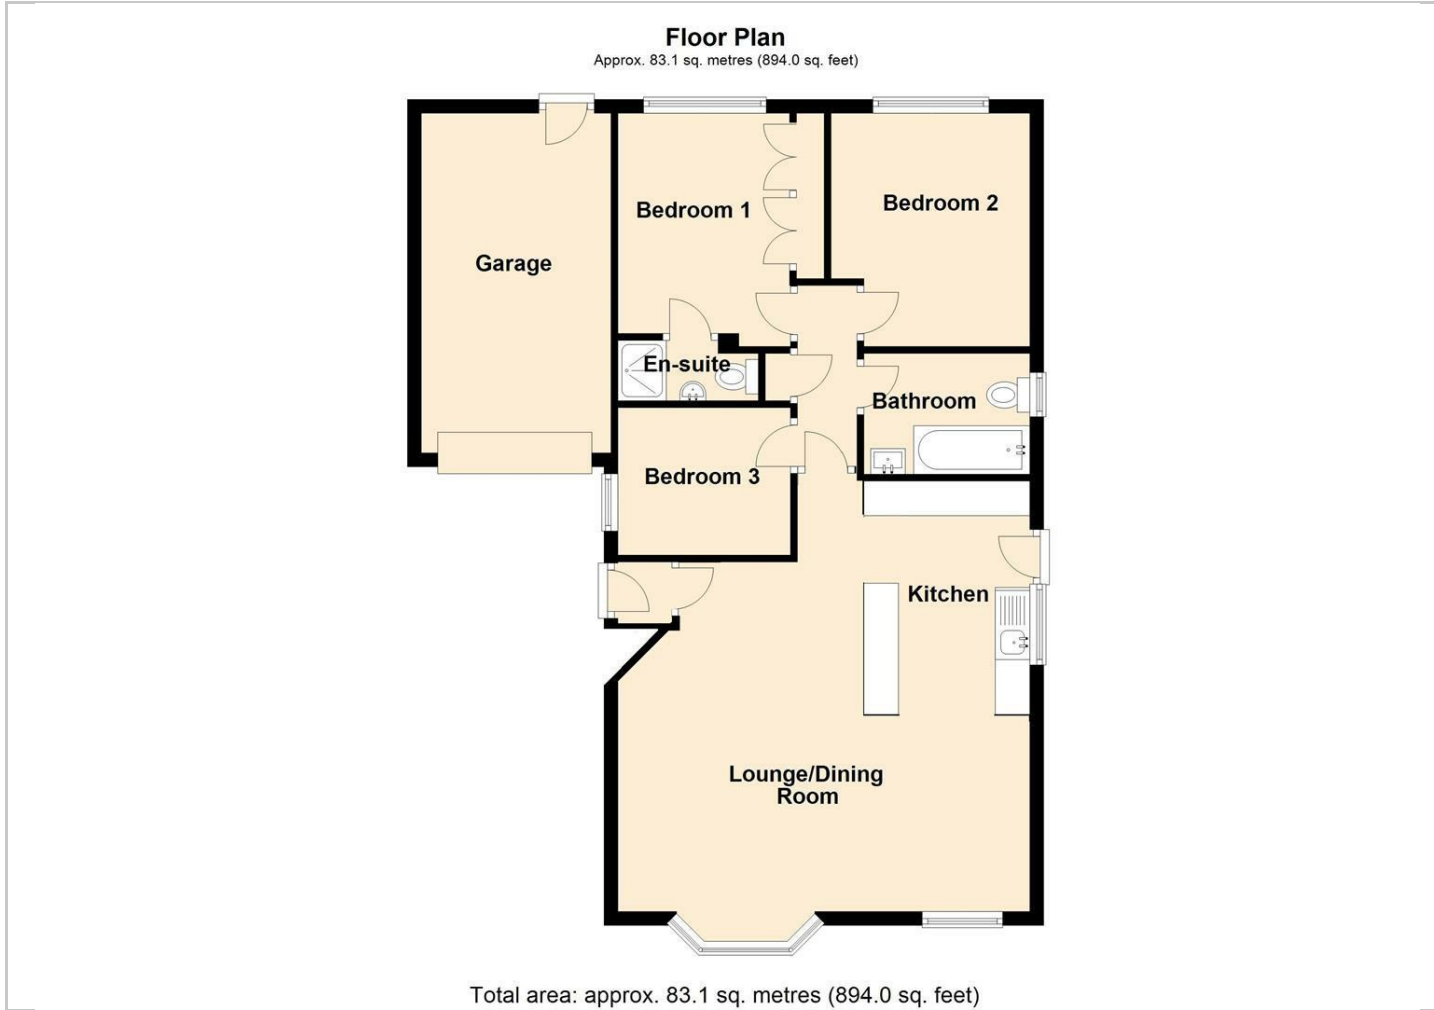 Floor Plan
Approx. 83.1 sq. metres (894.0 sq. feet)
Bedroom 1
Bedroom 2
Garage
En-suite
Bathroom
Bedroom 3
Kitchen
Lounge/Dining
Room
Total area: approx. 83.1 sq. metres (894.0 sq. feet)